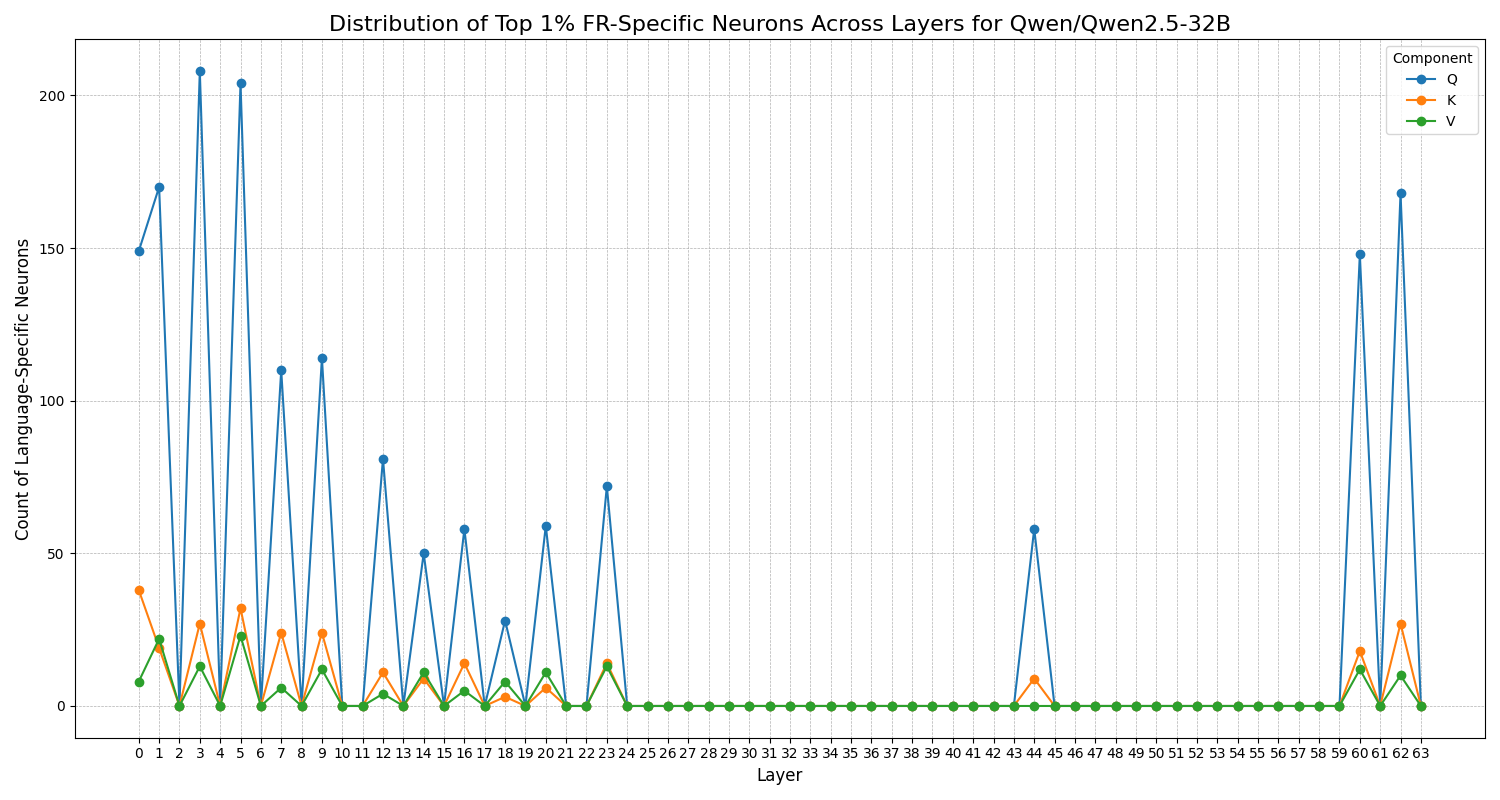 Distribution of Top 1% FR-Specific Neurons Across Layers for Qwen/Qwen2.5-32B
Component
Q
K
V
Count of Language-Specific Neurons
200
150
100
50
0
0 1 2 3 4 5 6 7 8 9 10 11 12 13 14 15 16 17 18 19 20 21 22 23 24 25 26 27 28 29 30 31 32 33 34 35 36 37 38 39 40 41 42 43 44 45 46 47 48 49 50 51 52 53 54 55 56 57 58 59 60 61 62 63
Layer